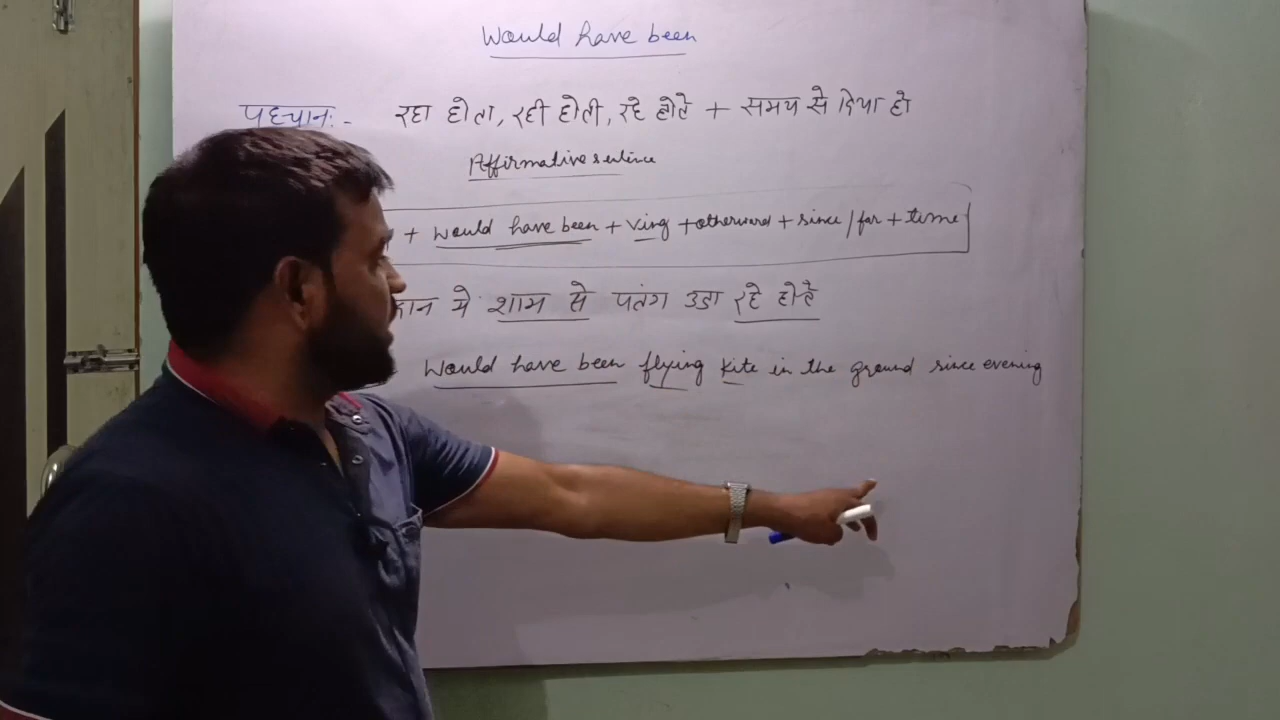 Would have been
पहचान:- रहा होता, रही होती, रहे होते + समय से दिया हो
Affirmative sentence
+ would have been + Ving + otherword + since / for + time
दान मे शाम से पतंग उडा रहे होते
Would have been flying kite in the ground since evening